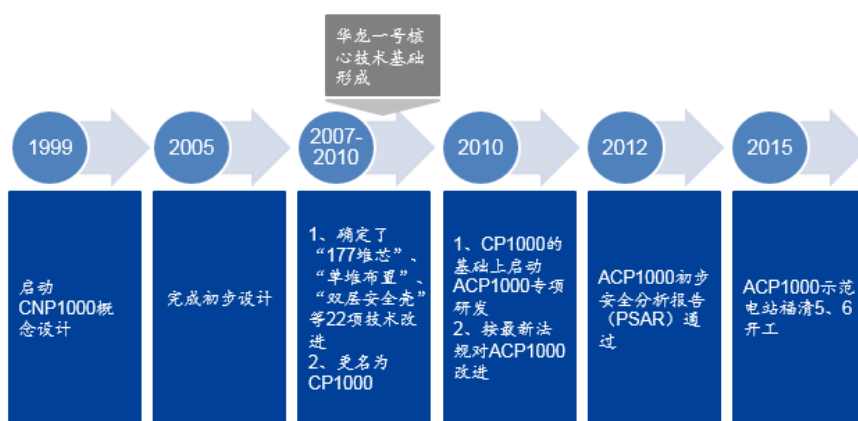 华龙一号核
心技术基础
形成
1999
2005
2007-
2010
2010
2012
2015
启动
CNP1000概
念设计
完成初步设计
1、确定了
“177堆芯”、
“单堆布置”、
“双层安全壳”
等22项技术改
进
2、更名为
CP1000
1、CP1000的
基础上启动
ACP1000专项
研发
2、按最新法
规对ACP1000
改进
ACP1000初步
安全分析报告
（PSAR）通
过
ACP1000示范
电站福清5、6
开工